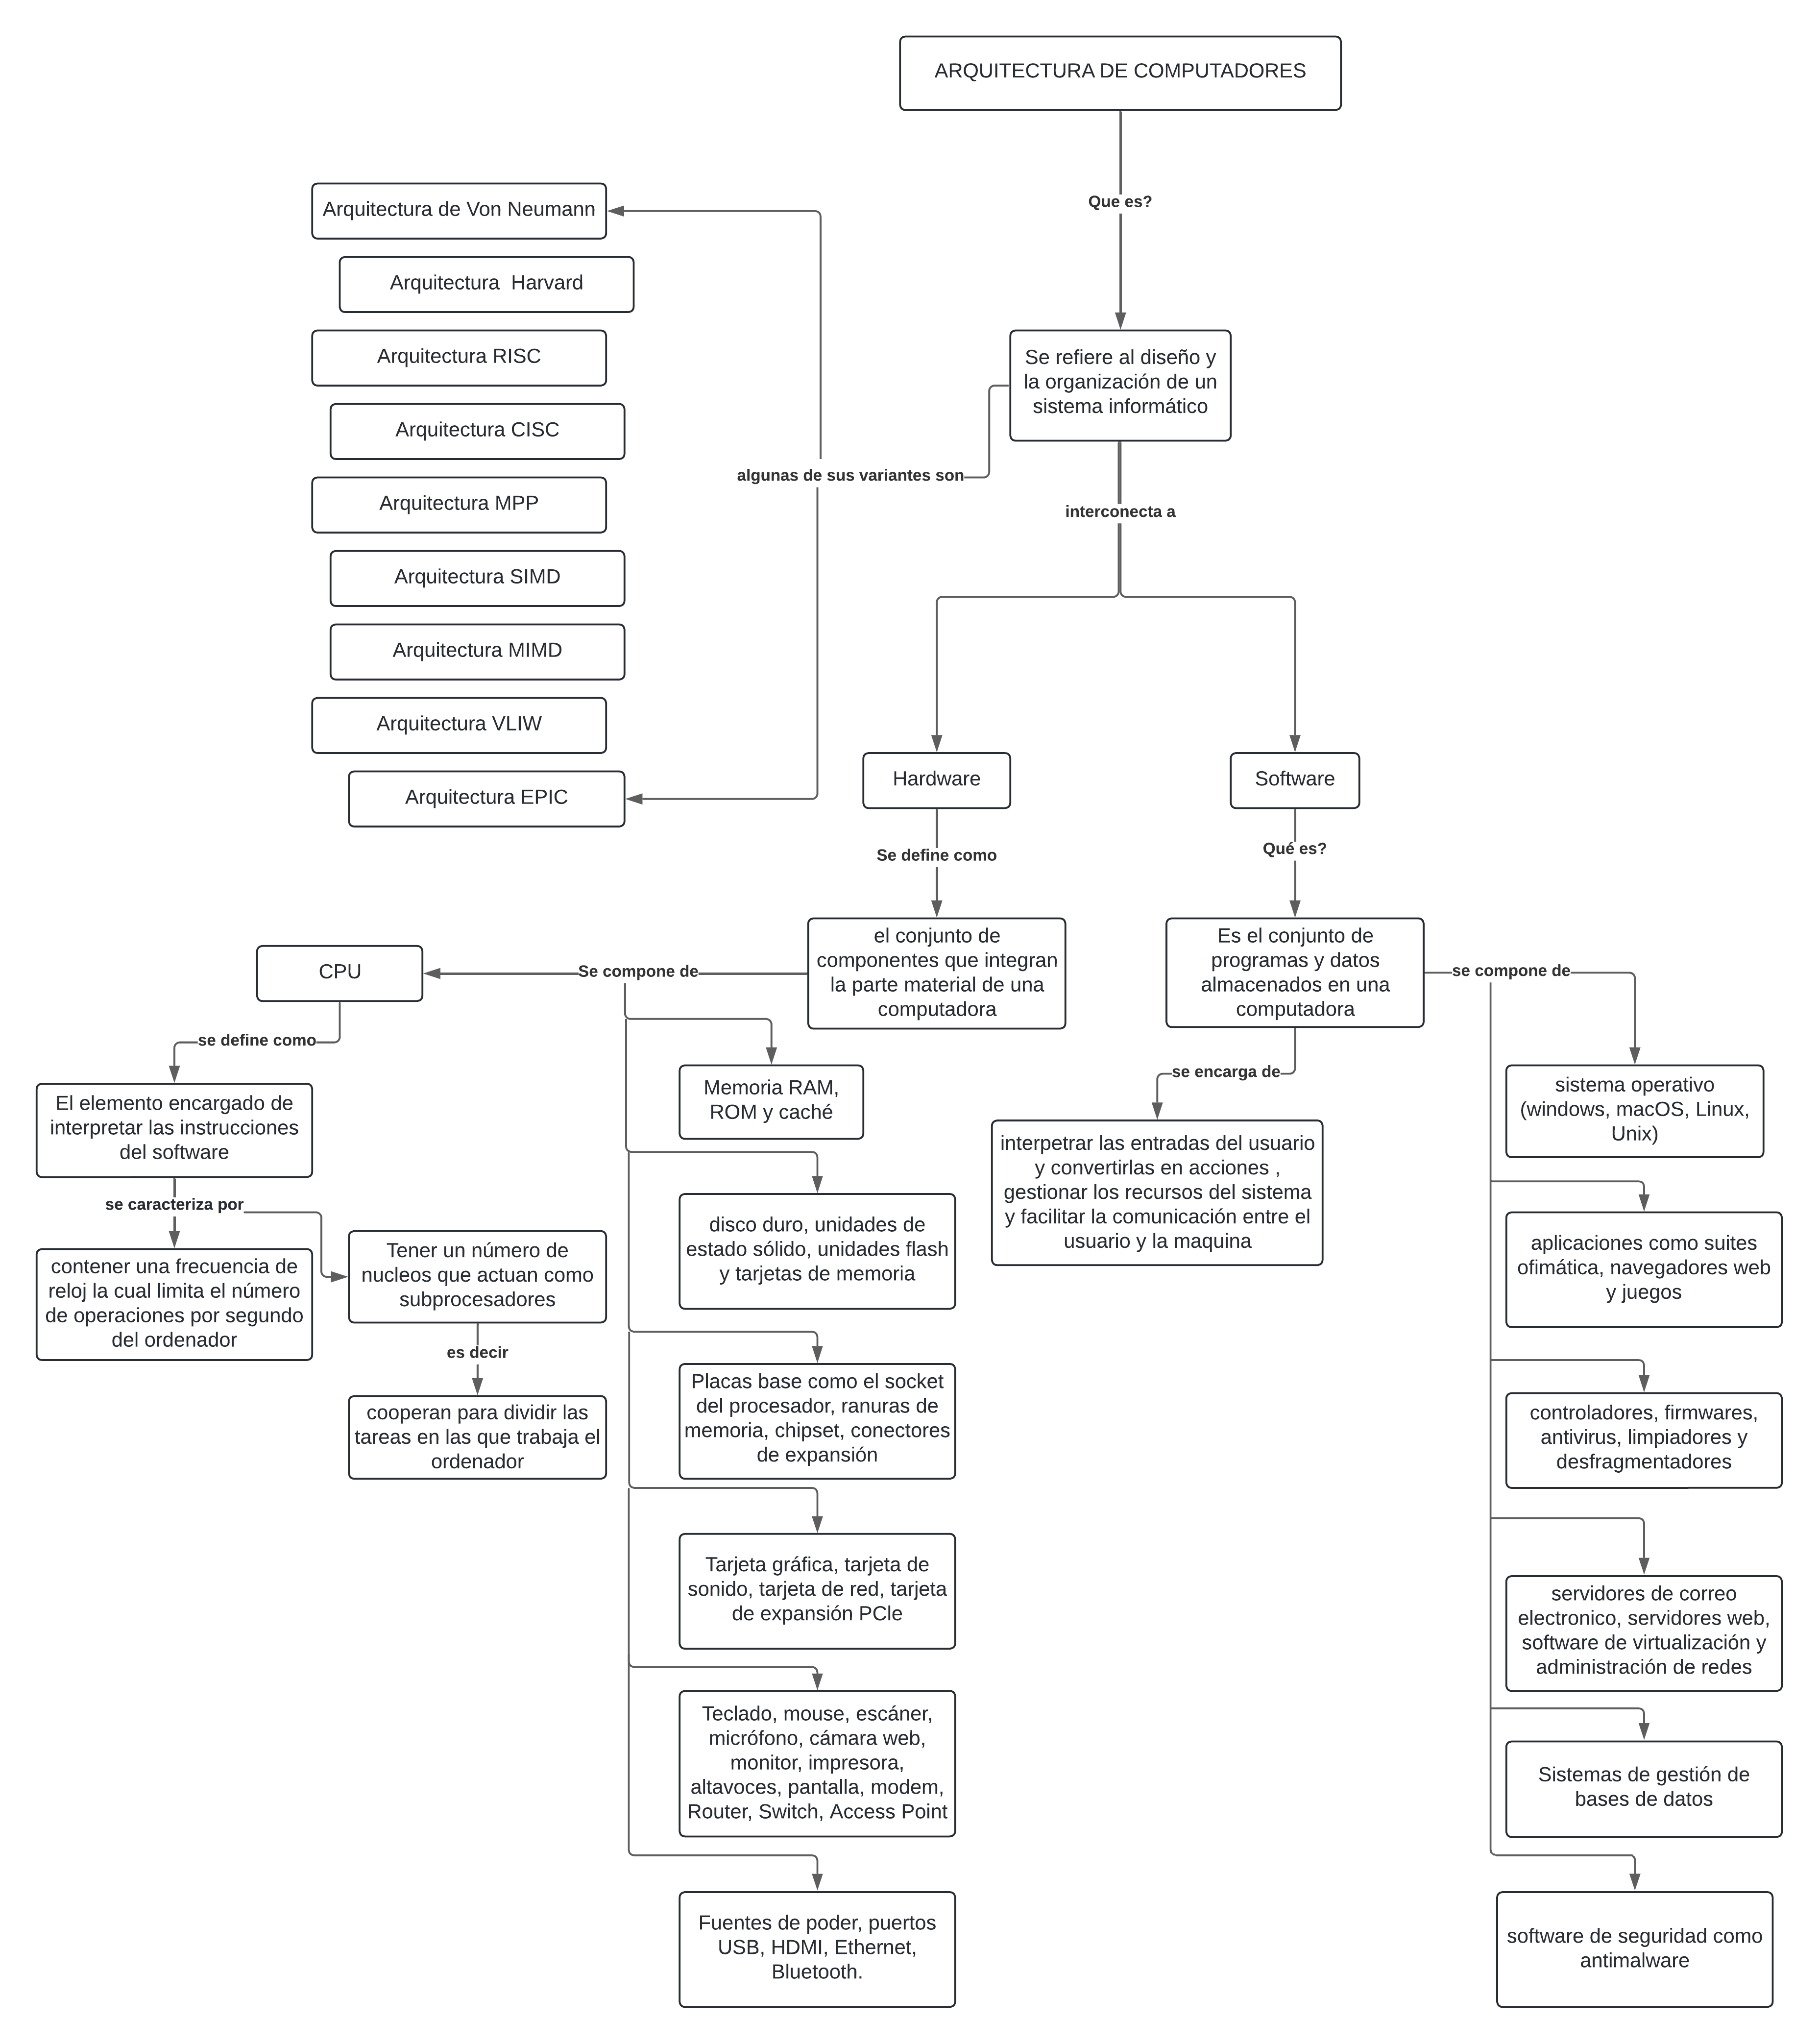 ARQUITECTURA DE COMPUTADORES
Que es?
Arquitectura de Von Neumann
Arquitectura  Harvard
Arquitectura RISC
Arquitectura CISC
Arquitectura MPP
Arquitectura SIMD
Arquitectura MIMD
Arquitectura VLIW
Arquitectura EPIC
Se refiere al diseño y
la organización de un
sistema informático
algunas de sus variantes son
interconecta a
Hardware
Software
Se define como
Qué es?
el conjunto de
componentes que integran
la parte material de una
computadora
Es el conjunto de
programas y datos
almacenados en una
computadora
Se compone de
CPU
se define como
El elemento encargado de
interpretar las instrucciones
del software
se caracteriza por
contener una frecuencia de
reloj la cual limita el número
de operaciones por segundo
del ordenador
Tener un número de
nucleos que actuan como
subprocesadores
es decir
cooperan para dividir las
tareas en las que trabaja el
ordenador
Memoria RAM,
ROM y caché
disco duro, unidades de
estado sólido, unidades flash
y tarjetas de memoria
Placas base como el socket
del procesador, ranuras de
memoria, chipset, conectores
de expansión
Tarjeta gráfica, tarjeta de
sonido, tarjeta de red, tarjeta
de expansión PCle
Teclado, mouse, escáner,
micrófono, cámara web,
monitor, impresora,
altavoces, pantalla, modem,
Router, Switch, Access Point
Fuentes de poder, puertos
USB, HDMI, Ethernet,
Bluetooth.
se encarga de
interpetrar las entradas del usuario
y convertirlas en acciones ,
gestionar los recursos del sistema
y facilitar la comunicación entre el
usuario y la maquina
se compone de
sistema operativo
(windows, macOS, Linux,
Unix)
aplicaciones como suites
ofimática, navegadores web
y juegos
controladores, firmwares,
antivirus, limpiadores y
desfragmentadores
servidores de correo
electronico, servidores web,
software de virtualización y
administración de redes
Sistemas de gestión de
bases de datos
software de seguridad como
antimalware